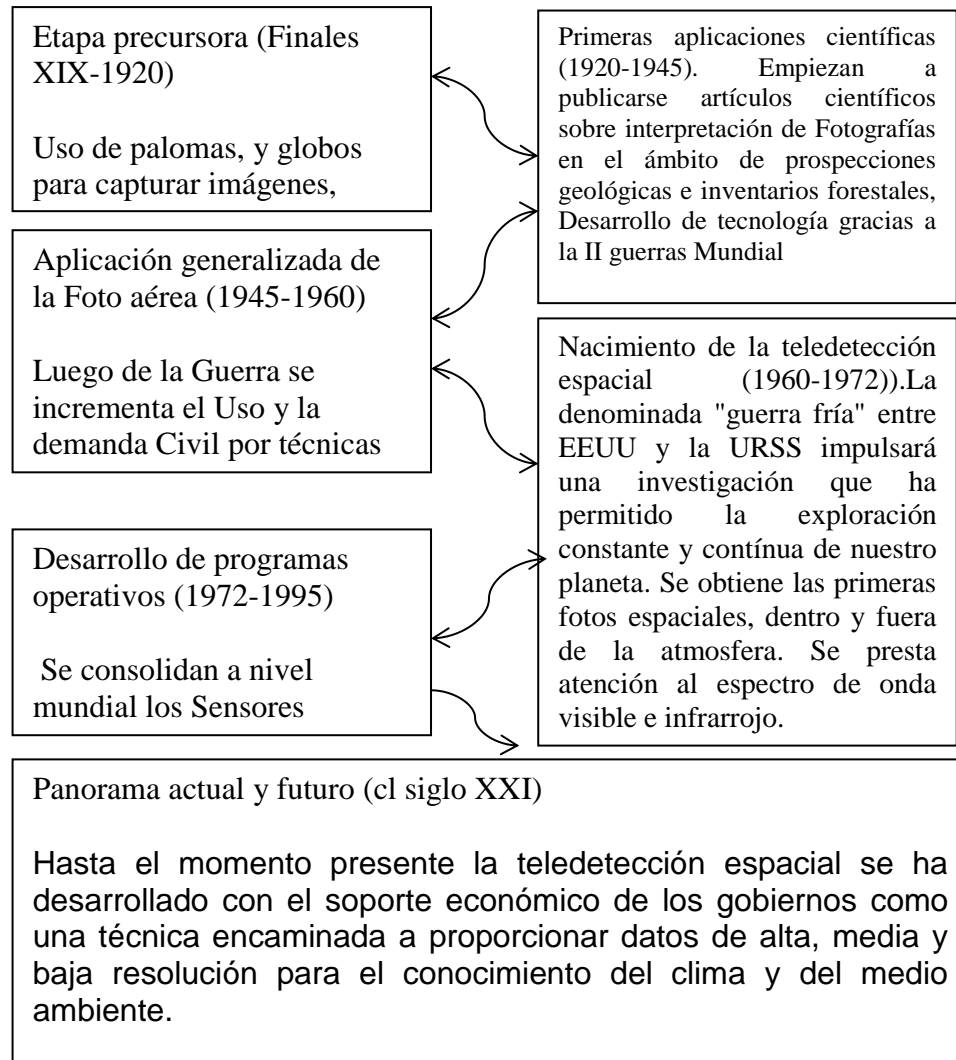 Etapa precursora (Finales
XIX-1920)
Uso de palomas, y globos
para capturar imágenes,
Primeras aplicaciones científicas
(1920-1945). Empiezan a
publicarse artículos científicos
sobre interpretación de Fotografías
en el ámbito de prospecciones
geológicas e inventarios forestales,
Desarrollo de tecnología gracias a
la II guerras Mundial
Aplicación generalizada de
la Foto aérea (1945-1960)
Luego de la Guerra se
incrementa el Uso y la
demanda Civil por técnicas
Nacimiento de la teledetección
espacial (1960-1972)).La
denominada "guerra fría" entre
EEUU y la URSS impulsará
una investigación que ha
permitido la exploración
constante y contínua de nuestro
planeta. Se obtiene las primeras
fotos espaciales, dentro y fuera
de la atmosfera. Se presta
atención al espectro de onda
visible e infrarrojo.
Desarrollo de programas
operativos (1972-1995)
Se consolidan a nivel
mundial los Sensores
Panorama actual y futuro (cl siglo XXI)
Hasta el momento presente la teledetección espacial se ha
desarrollado con el soporte económico de los gobiernos como
una técnica encaminada a proporcionar datos de alta, media y
baja resolución para el conocimiento del clima y del medio
ambiente.